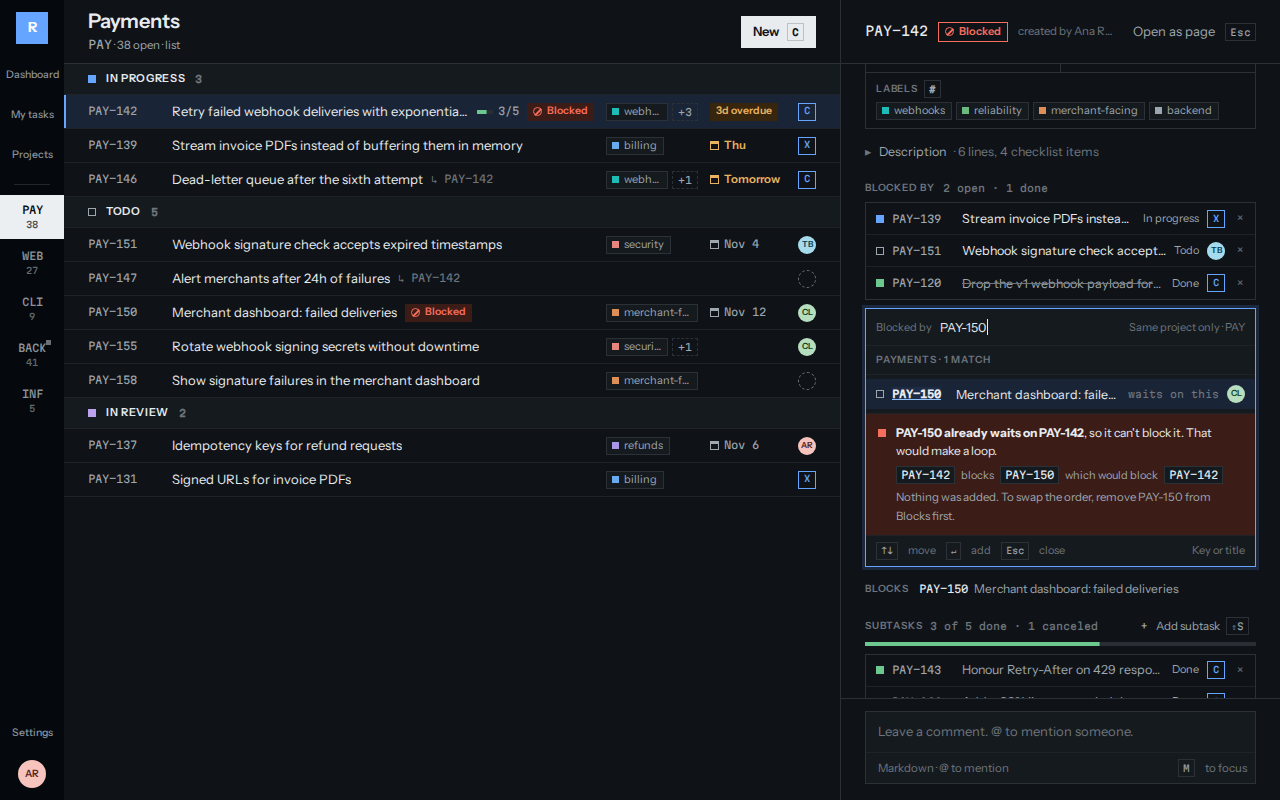 R
Dashboard
My tasks
Projects
PAY
38
WEB
27
CLI
9
BACK
41
INF
5
Settings
AR
Payments
PAY·38 open·list
New C
IN PROGRESS 3
PAY-142 Retry failed webhook deliveries with exponentia… 3/5 Blocked webh… +3 3d overdue C
PAY-139 Stream invoice PDFs instead of buffering them in memory billing Thu X
PAY-146 Dead-letter queue after the sixth attempt ↳ PAY-142 webh… +1 Tomorrow C
TODO 5
PAY-151 Webhook signature check accepts expired timestamps security Nov 4 TB
PAY-147 Alert merchants after 24h of failures ↳ PAY-142
PAY-150 Merchant dashboard: failed deliveries Blocked merchant-f… Nov 12 CL
PAY-155 Rotate webhook signing secrets without downtime securi… +1 CL
PAY-158 Show signature failures in the merchant dashboard merchant-f…
IN REVIEW 2
PAY-137 Idempotency keys for refund requests refunds Nov 6 AR
PAY-131 Signed URLs for invoice PDFs billing X
PAY-142 Blocked created by Ana R… Open as page Esc
LABELS #
webhooks reliability merchant-facing backend
▸ Description ·6 lines, 4 checklist items
BLOCKED BY 2 open · 1 done
PAY-139 Stream invoice PDFs instea… In progress X ×
PAY-151 Webhook signature check accept… Todo TB ×
PAY-120 Drop the v1 webhook payload for… Done C ×
Blocked by PAY-150 Same project only·PAY
PAYMENTS·1 MATCH
PAY-150 Merchant dashboard: faile… waits on this CL
PAY-150 already waits on PAY-142, so it can't block it. That
would make a loop.
PAY-142 blocks PAY-150 which would block PAY-142
Nothing was added. To swap the order, remove PAY-150 from
Blocks first.
↑↓ move ↵ add Esc close Key or title
BLOCKS PAY-150 Merchant dashboard: failed deliveries
SUBTASKS 3 of 5 done · 1 canceled + Add subtask ⇧S
PAY-143 Honour Retry-After on 429 respo… Done C ×
Leave a comment. @ to mention someone.
Markdown·@ to mention M to focus